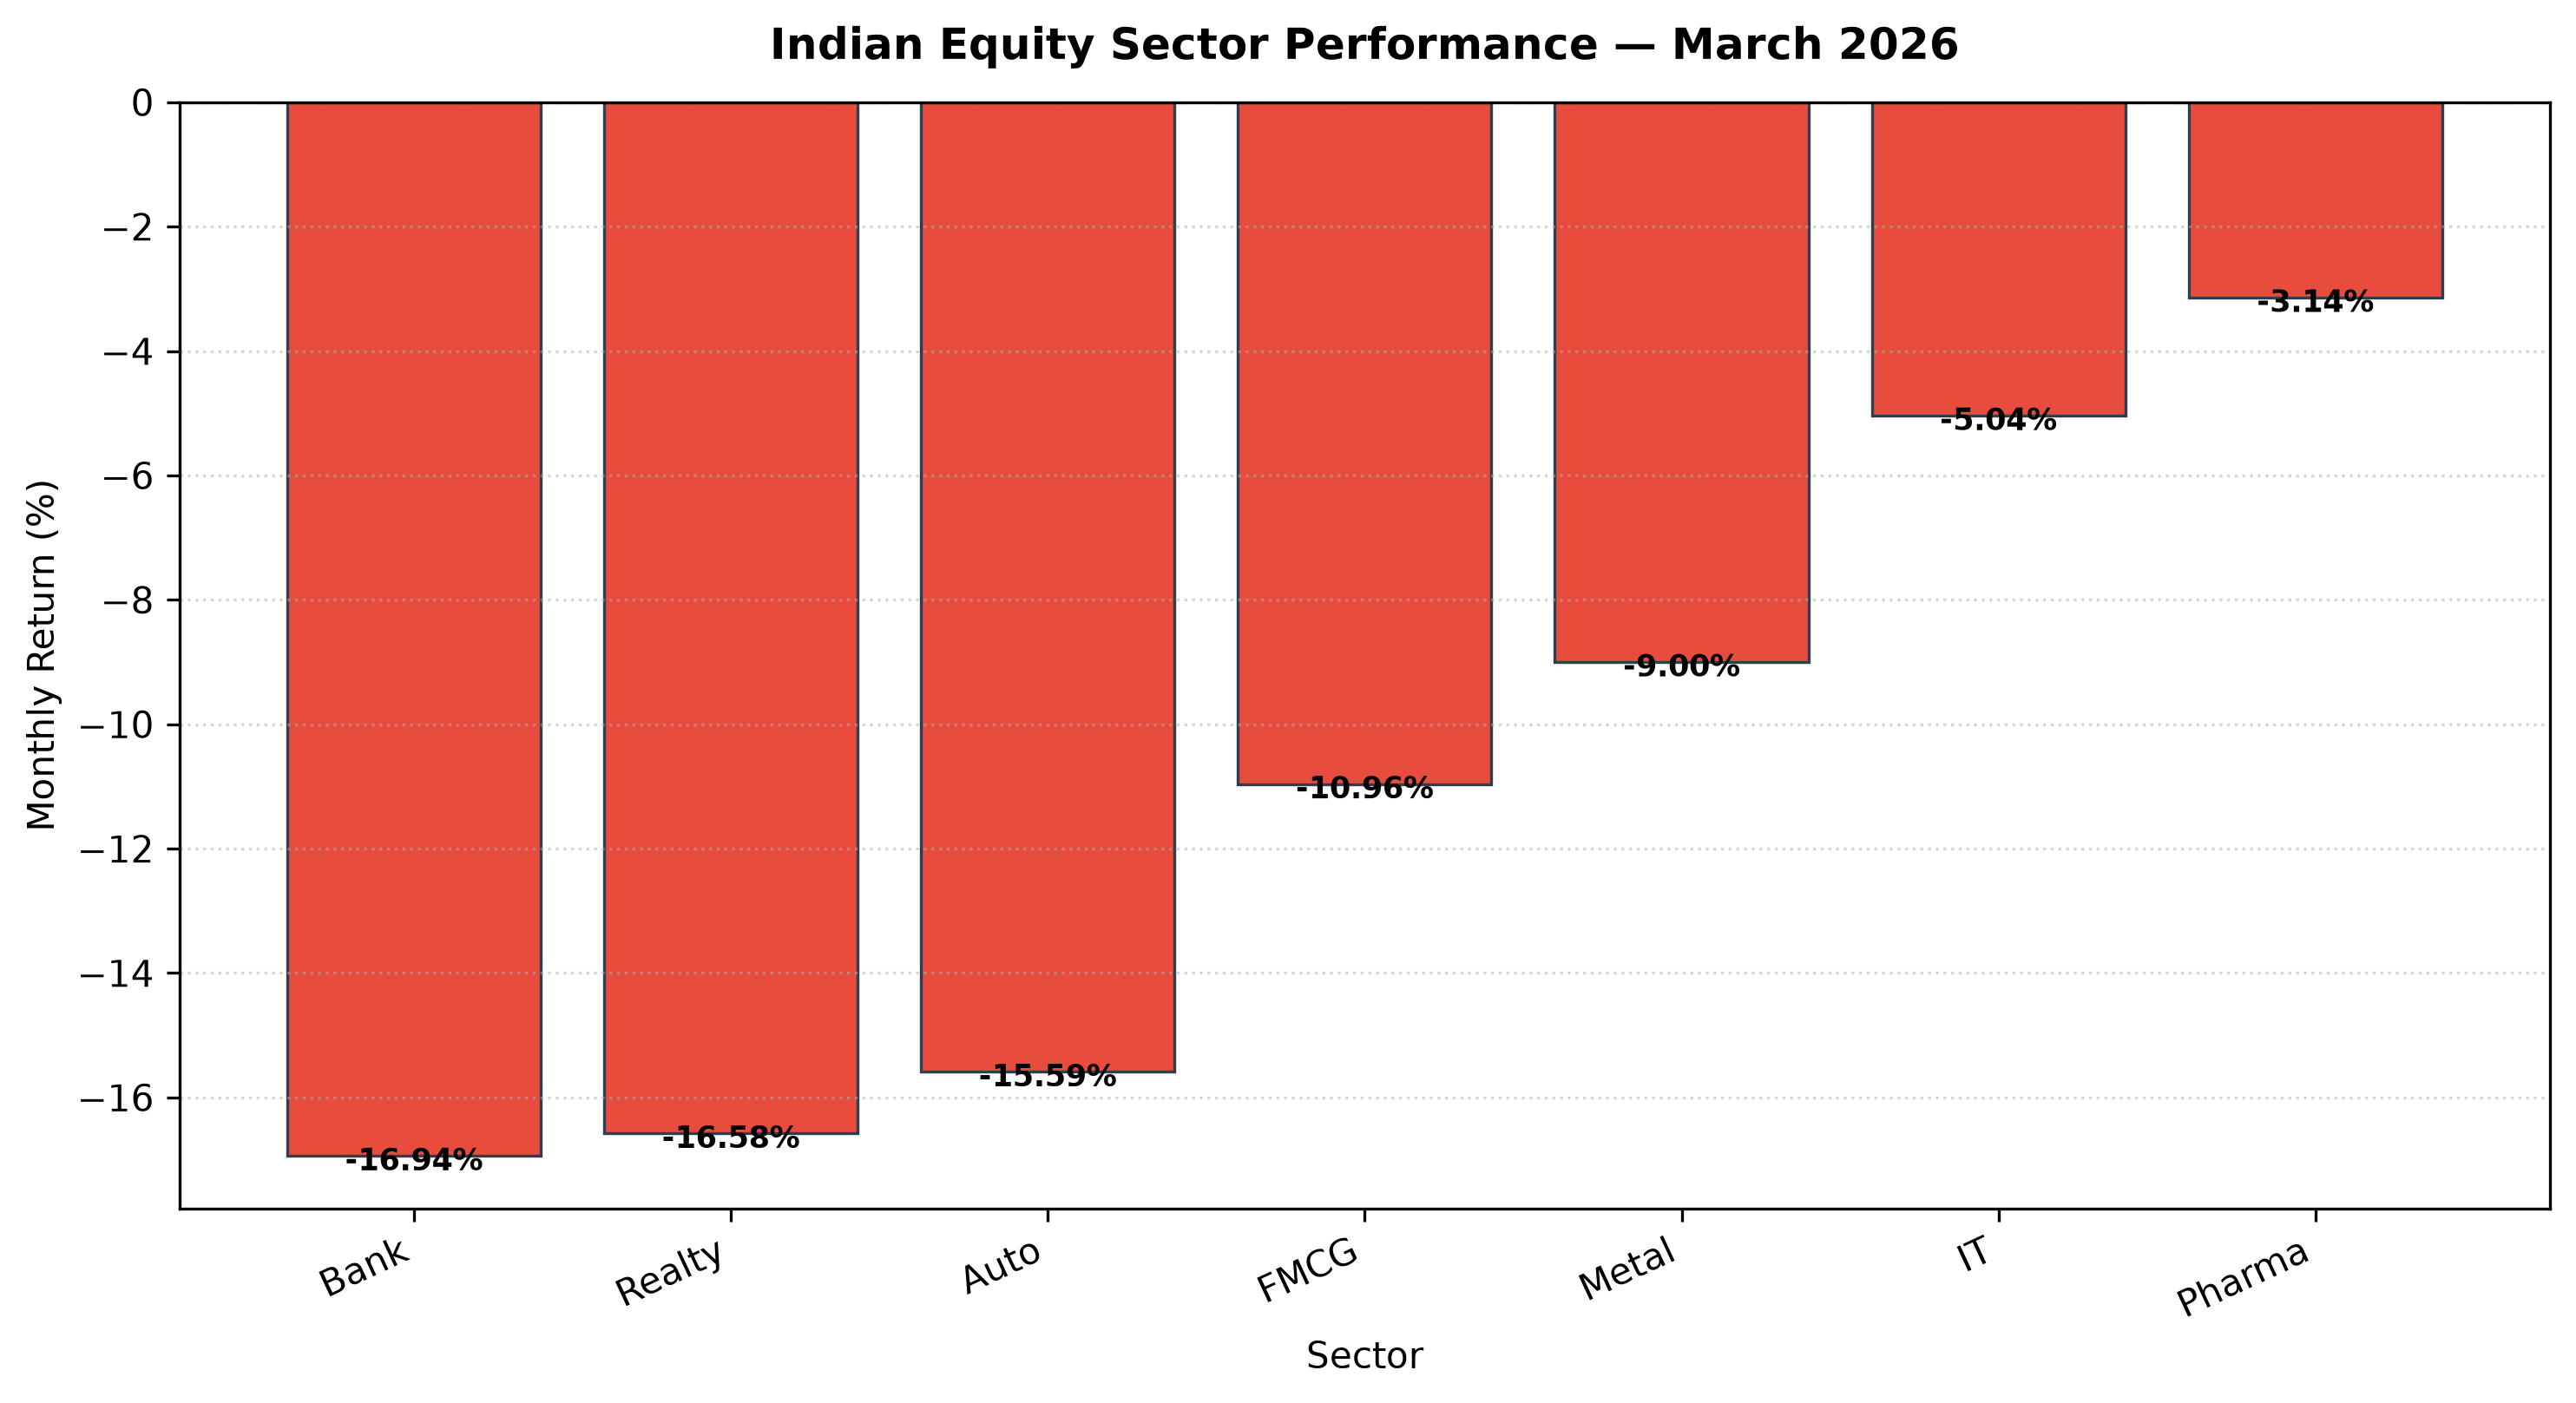 Indian Equity Sector Performance — March 2026
Monthly Return (%)
0
−2
−4
−6
−8
−10
−12
−14
−16
-16.94%
-16.58%
-15.59%
-10.96%
-9.00%
-5.04%
-3.14%
Bank
Realty
Auto
FMCG
Metal
IT
Pharma
Sector